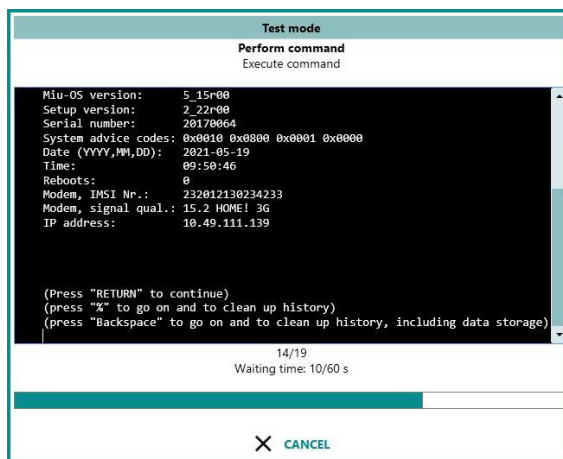 Test mode
Perform command
Execute command
Miu-OS version: 5_15r00
Setup version: 2_22r00
Serial number: 20170064
System advice codes: 0x0010 0x0800 0x0001 0x0000
Date (YYYY,MM,DD): 2021-05-19
Time: 09:50:46
Reboots: 0
Modem, IMSI Nr.: 232012130234233
Modem, signal qual.: 15.2 HOME! 3G
IP address: 10.49.111.139
(Press "RETURN" to continue)
(press "%" to go on and to clean up history)
(press "Backspace" to go on and to clean up history, including data storage)
14/19
Waiting time: 10/60 s
CANCEL